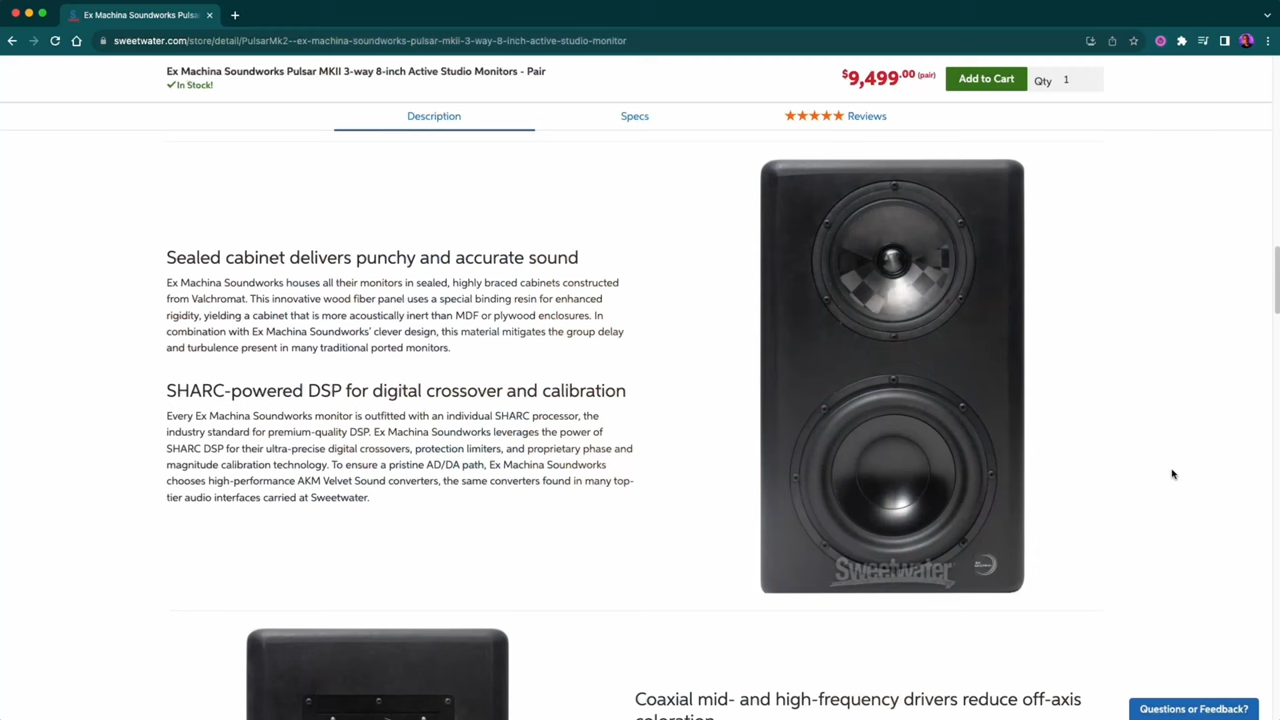 Ex Machina Soundworks Pulsa
sweetwater.com/store/detail/PulsarMk2--ex-machina-soundworks-pulsar-mkII-3-way-8-inch-active-studio-monitor
Ex Machina Soundworks Pulsar MKII 3-way 8-inch Active Studio Monitors - Pair
In Stock!
$9,499.00 (pair)
Add to Cart
Qty 1
Description
Specs
Reviews
Sealed cabinet delivers punchy and accurate sound
Ex Machina Soundworks houses all their monitors in sealed, highly braced cabinets constructed
from Valchromat. This innovative wood fiber panel uses a special binding resin for enhanced
rigidity, yielding a cabinet that is more acoustically inert than MDF or plywood enclosures. In
combination with Ex Machina Soundworks' clever design, this material mitigates the group delay
and turbulence present in many traditional ported monitors.
SHARC-powered DSP for digital crossover and calibration
Every Ex Machina Soundworks monitor is outfitted with an individual SHARC processor, the
industry standard for premium-quality DSP. Ex Machina Soundworks leverages the power of
SHARC DSP for their ultra-precise digital crossovers, protection limiters, and proprietary phase and
magnitude calibration technology. To ensure a pristine AD/DA path, Ex Machina Soundworks
chooses high-performance AKM Velvet Sound converters, the same converters found in many top-
tier audio interfaces carried at Sweetwater.
Sweetwater
Coaxial mid- and high-frequency drivers reduce off-axis
coloration
Questions or Feedback?